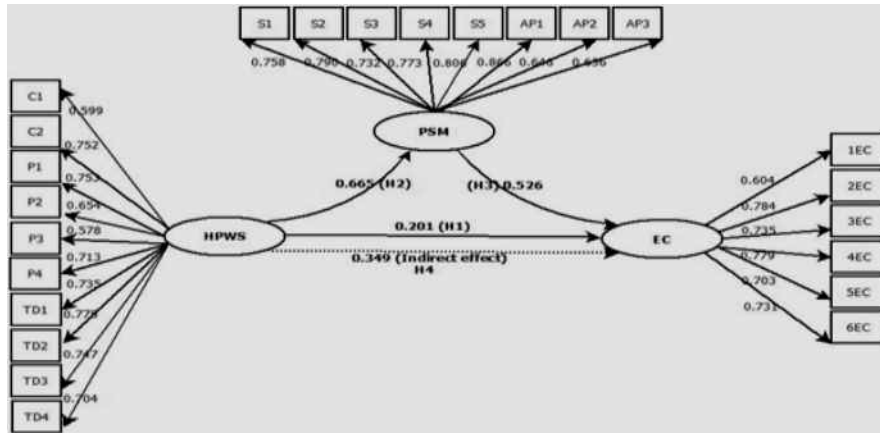 S1 S2 S3 S4 S5 AP1 AP2 AP3
0.758 0.790 0.732 0.773 0.806 0.866 0.648 0.656
PSM
C1
0.599
C2
0.752
P1
0.753
P2
0.654
P3
0.578
P4
0.713
TD1
0.735
TD2
0.778
TD3
0.747
TD4
0.704
HPWS
0.665 (H2)
(H3) 0.526
0.201 (H1)
0.349 (Indirect effect)
H4
EC
1EC
0.604
2EC
0.784
3EC
0.735
4EC
0.779
5EC
0.703
6EC
0.731